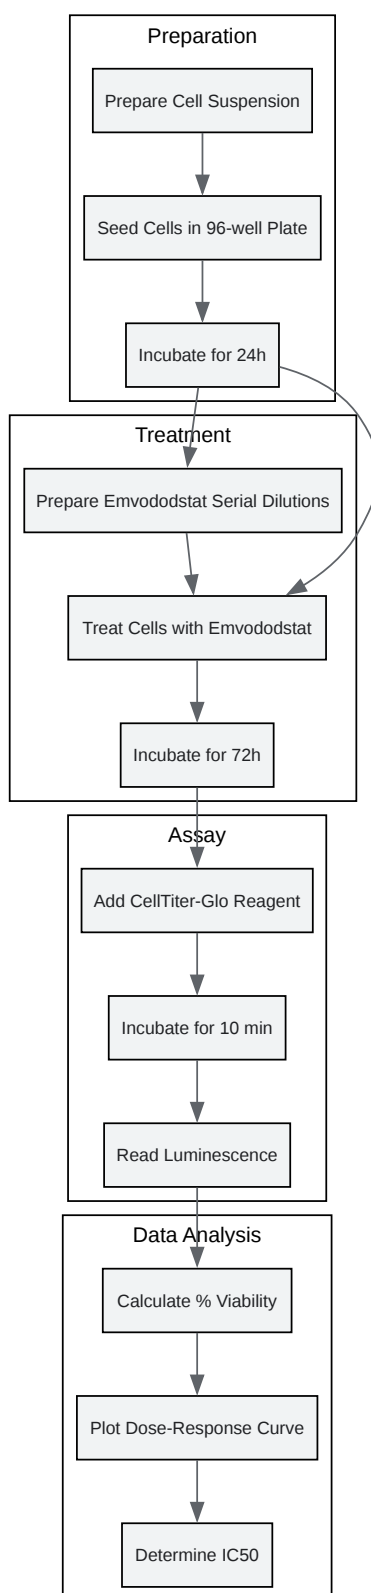 Preparation
Prepare Cell Suspension
Seed Cells in 96-well Plate
Incubate for 24h
Treatment
Prepare Emvododstat Serial Dilutions
Treat Cells with Emvododstat
Incubate for 72h
Assay
Add CellTiter-Glo Reagent
Incubate for 10 min
Read Luminescence
Data Analysis
Calculate % Viability
Plot Dose-Response Curve
Determine IC50